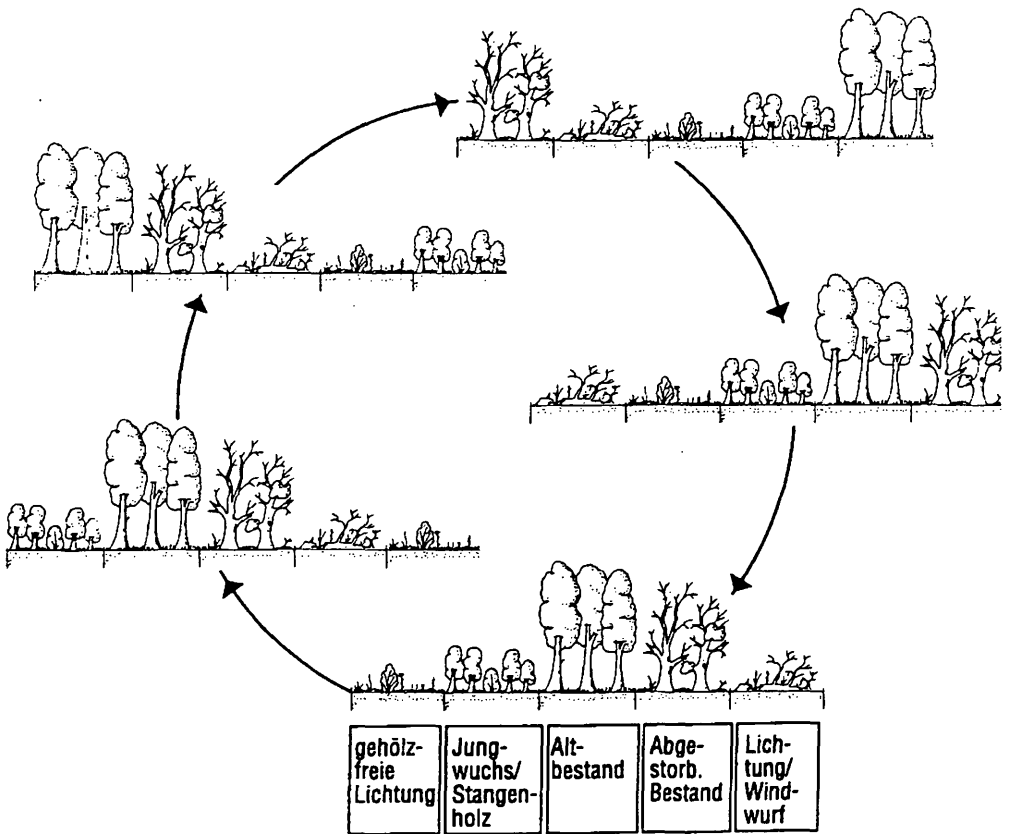 gehölz-
freie
Lichtung
Jung-
wuchs/
Stangen-
holz
Alt-
bestand
Abge-
storb.
Bestand
Lich-
tung/
Wind-
wurf